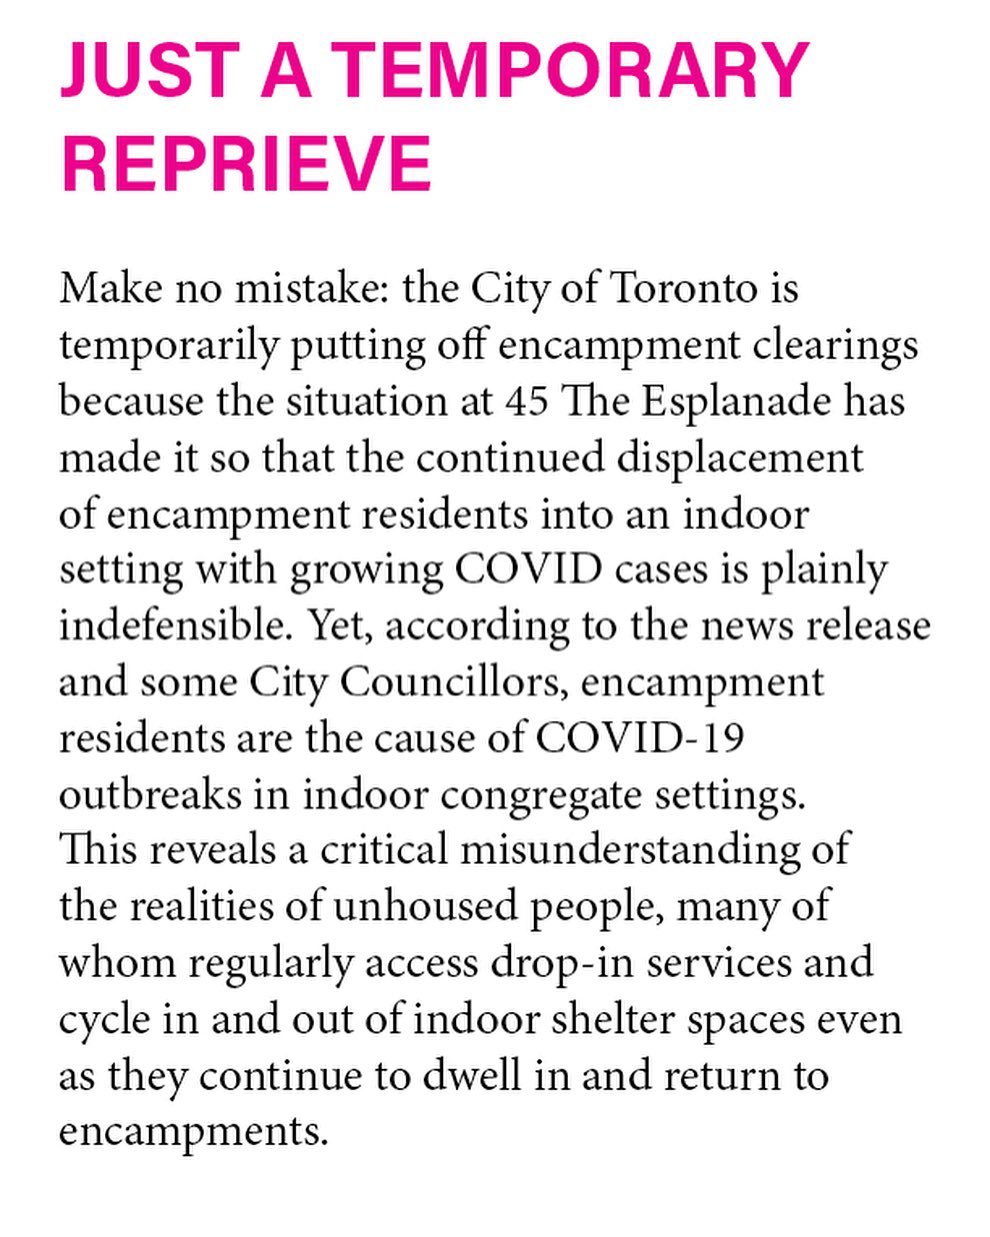 JUST A TEMPORARY
REPRIEVE
Make no mistake: the City of Toronto is
temporarily putting off encampment clearings
because the situation at 45 The Esplanade has
made it so that the continued displacement
of encampment residents into an indoor
setting with growing COVID cases is plainly
indefensible. Yet, according to the news release
and some City Councillors, encampment
residents are the cause of COVID-19
outbreaks in indoor congregate settings.
This reveals a critical misunderstanding of
the realities of unhoused people, many of
whom regularly access drop-in services and
cycle in and out of indoor shelter spaces even
as they continue to dwell in and return to
encampments.